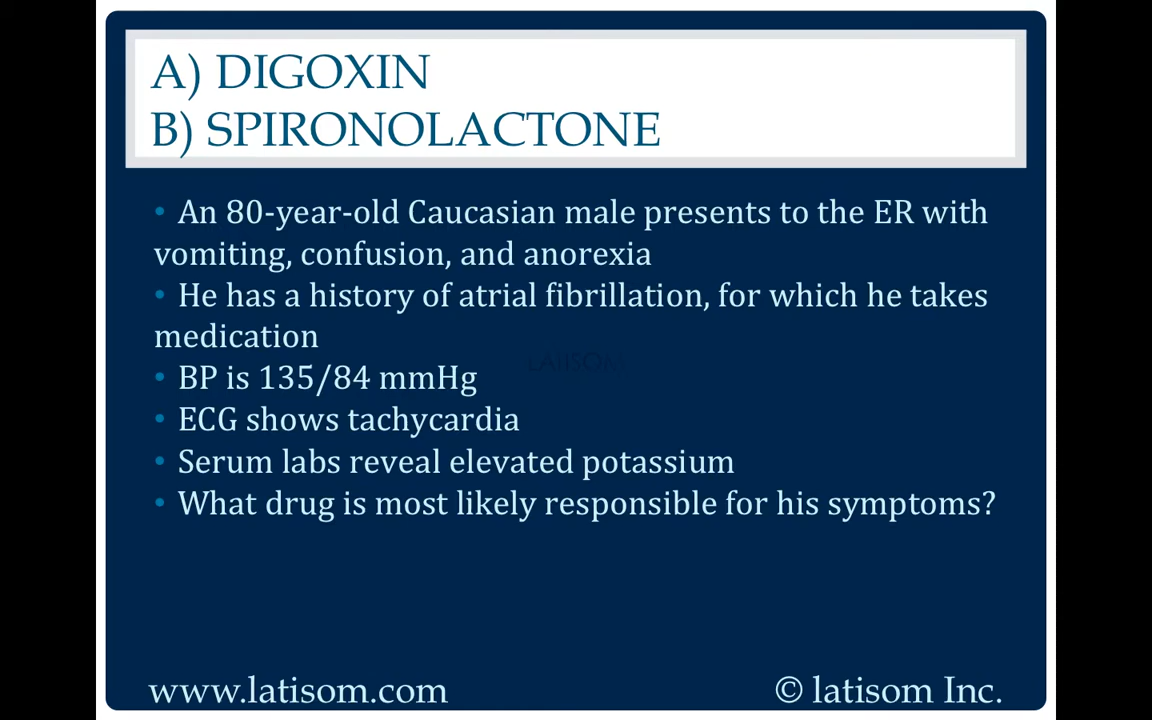 A) DIGOXIN
B) SPIRONOLACTONE
• An 80-year-old Caucasian male presents to the ER with
vomiting, confusion, and anorexia
• He has a history of atrial fibrillation, for which he takes
medication
LATISOM
• BP is 135/84 mmHg
• ECG shows tachycardia
• Serum labs reveal elevated potassium
• What drug is most likely responsible for his symptoms?
www.latisom.com
© latisom Inc.